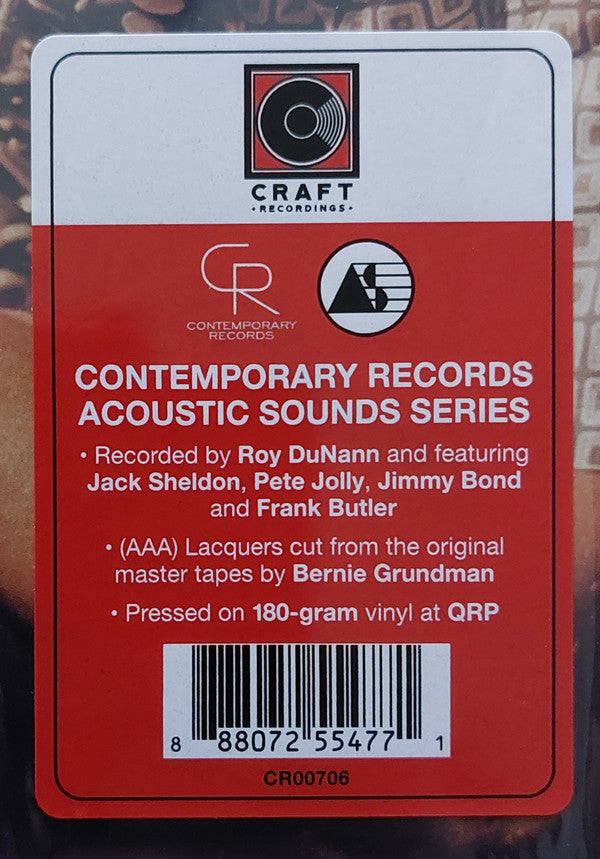 CRAFT
• RECORDINGS •
CR
AS
CONTEMPORARY
RECORDS
CONTEMPORARY RECORDS
ACOUSTIC SOUNDS SERIES
• Recorded by Roy DuNann and featuring
Jack Sheldon, Pete Jolly, Jimmy Bond
and Frank Butler
• (AAA) Lacquers cut from the original
master tapes by Bernie Grundman
• Pressed on 180-gram vinyl at QRP
8 88072 55477 1
CR00706